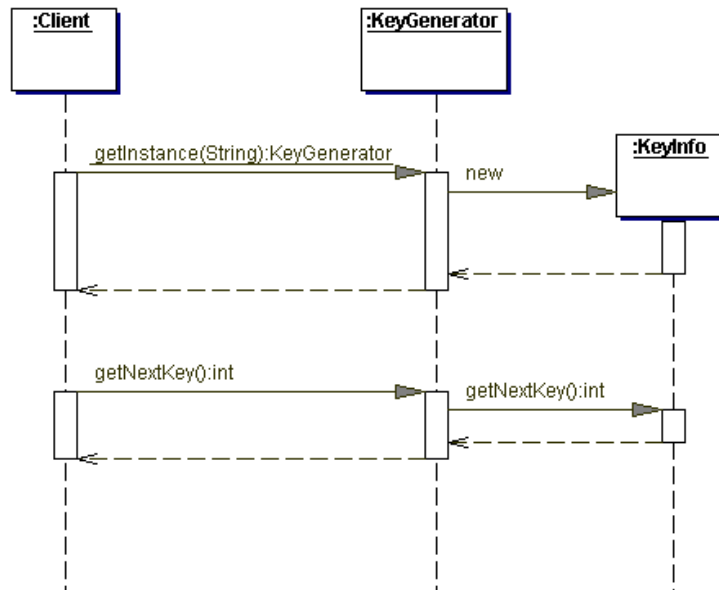 :Client
:KeyGenerator
:KeyInfo
getInstance(String):KeyGenerator
new
getNextKey():int
getNextKey():int